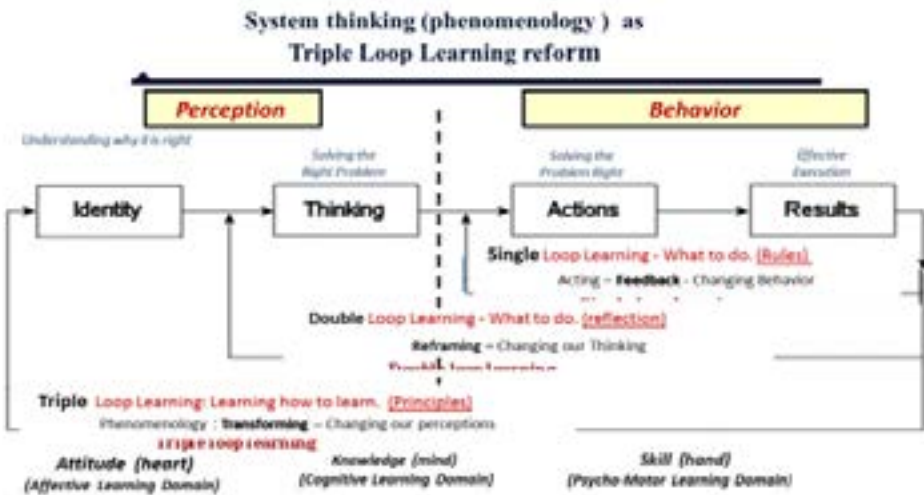 System thinking (phenomenology ) as
Triple Loop Learning reform
Perception
Behavior
Understanding why it is right
Solving the
Right Problem
Solving the
Problem Right
Effective
Execution
Identity
Thinking
Actions
Results
Single Loop Learning - What to do. (Rules)
Acting – Feedback - Changing Behavior
Double Loop Learning - What to do. (reflection)
Reframing – Changing our Thinking
Triple Loop Learning: Learning how to learn. (Principles)
Phenomenology : Transforming – Changing our perceptions
Triple loop learning
Attitude (heart)
(Affective Learning Domain)
Knowledge (mind)
(Cognitive Learning Domain)
Skill (hand)
(Psycho-Motor Learning Domain)